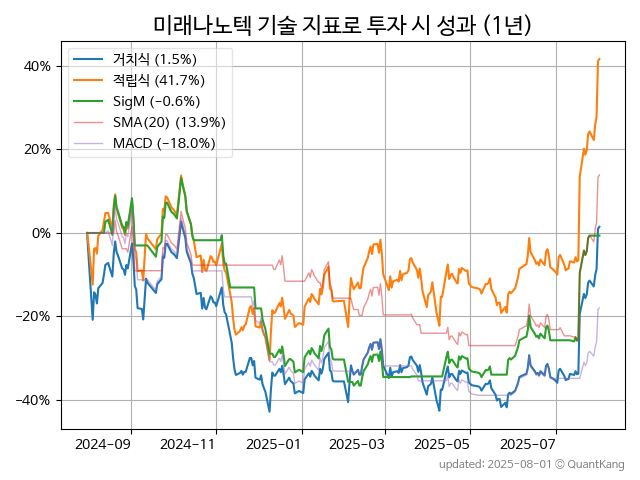 미래나노텍 기술 지표로 투자 시 성과 (1년)
거치식 (1.5%)
적립식 (41.7%)
SigM (−0.6%)
SMA(20) (13.9%)
MACD (−18.0%)
40%
20%
0%
−20%
−40%
2024-09 2024-11 2025-01 2025-03 2025-05 2025-07
updated: 2025-08-01 © QuantKang